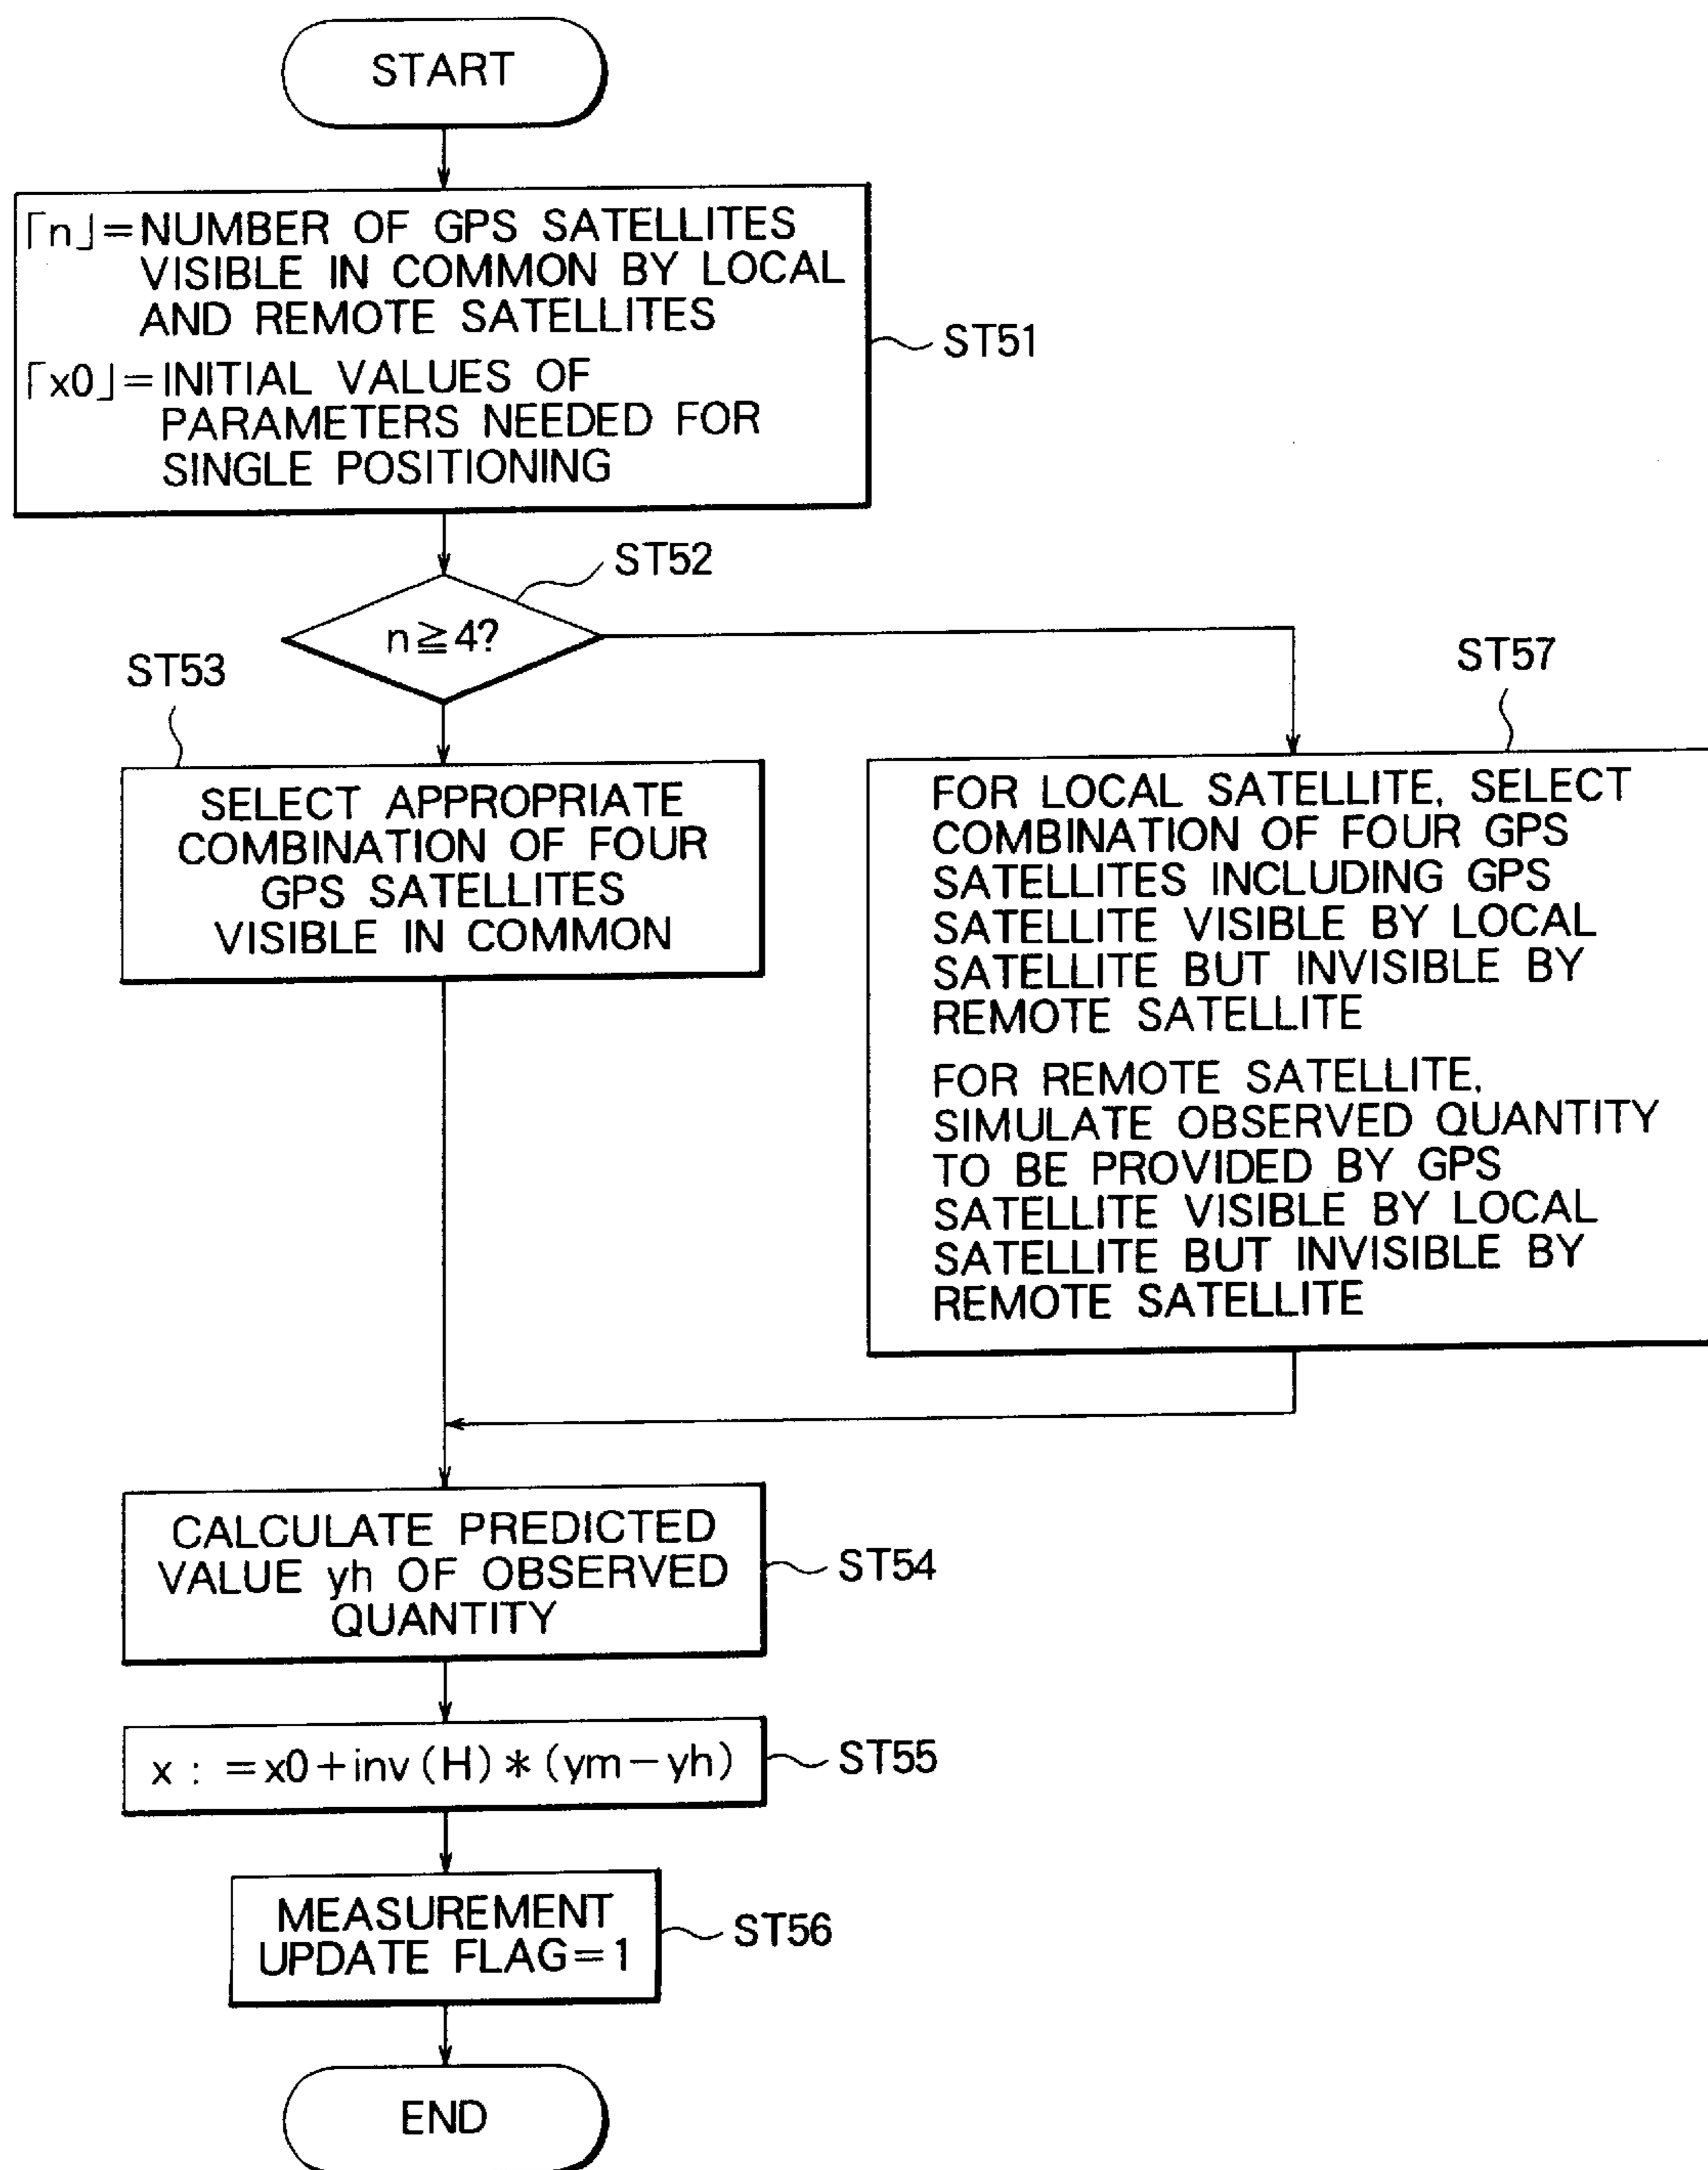 START
「n」=NUMBER OF GPS SATELLITES
VISIBLE IN COMMON BY LOCAL
AND REMOTE SATELLITES
「x0」=INITIAL VALUES OF
PARAMETERS NEEDED FOR
SINGLE POSITIONING
ST51
ST52
n≧4?
ST53
SELECT APPROPRIATE
COMBINATION OF FOUR
GPS SATELLITES
VISIBLE IN COMMON
ST57
FOR LOCAL SATELLITE, SELECT
COMBINATION OF FOUR GPS
SATELLITES INCLUDING GPS
SATELLITE VISIBLE BY LOCAL
SATELLITE BUT INVISIBLE BY
REMOTE SATELLITE
FOR REMOTE SATELLITE,
SIMULATE OBSERVED QUANTITY
TO BE PROVIDED BY GPS
SATELLITE VISIBLE BY LOCAL
SATELLITE BUT INVISIBLE BY
REMOTE SATELLITE
CALCULATE PREDICTED
VALUE yh OF OBSERVED
QUANTITY
ST54
x : =x0+inv (H) * (ym-yh)
ST55
MEASUREMENT
UPDATE FLAG=1
ST56
END